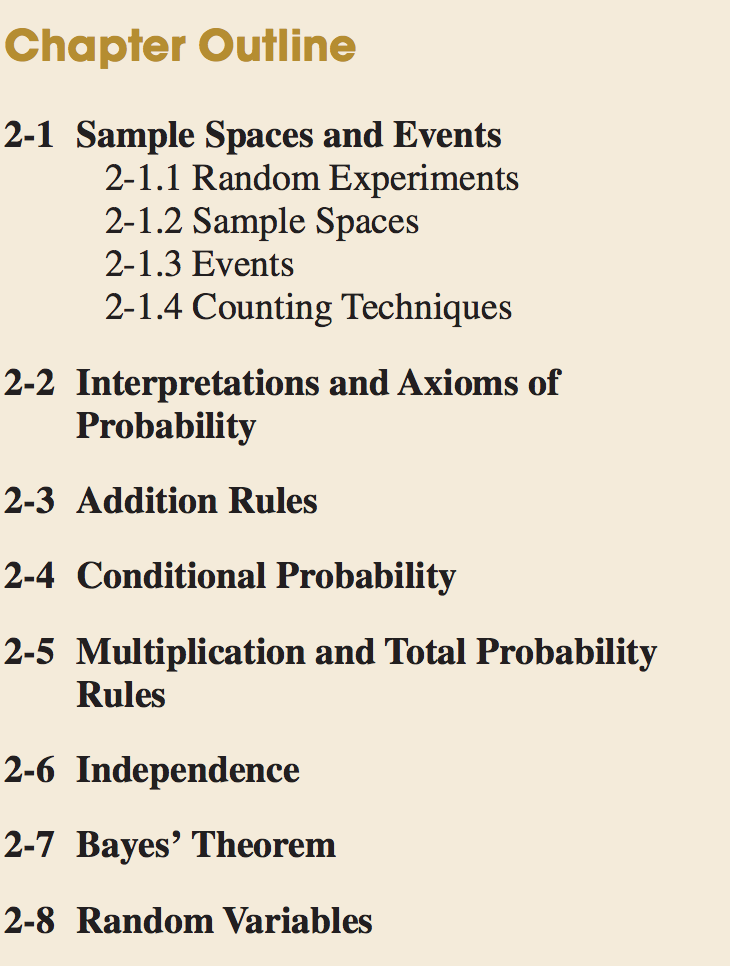 Chapter Outline
2-1 Sample Spaces and Events
2-1.1 Random Experiments
2-1.2 Sample Spaces
2-1.3 Events
2-1.4 Counting Techniques
2-2 Interpretations and Axioms of
Probability
2-3 Addition Rules
2-4 Conditional Probability
2-5 Multiplication and Total Probability
Rules
2-6 Independence
2-7 Bayes’ Theorem
2-8 Random Variables